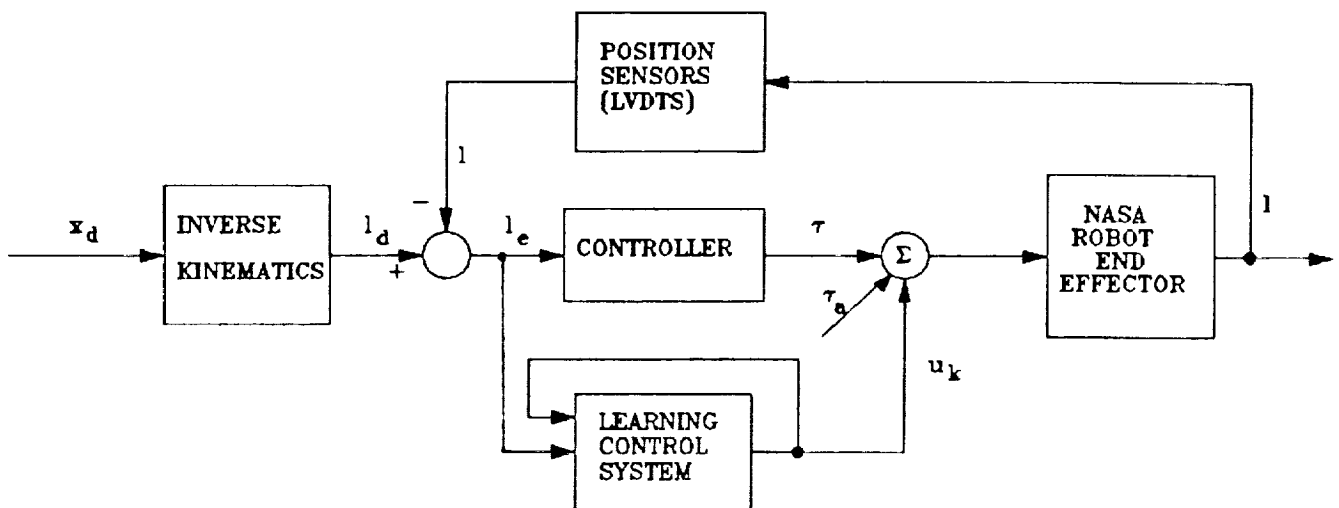 POSITION
SENSORS
(LVDTS)
l
l
x_d
INVERSE
KINEMATICS
l_d
−
+
l_e
CONTROLLER
τ
Σ
τ_a
u_k
NASA
ROBOT
END
EFFECTOR
LEARNING
CONTROL
SYSTEM